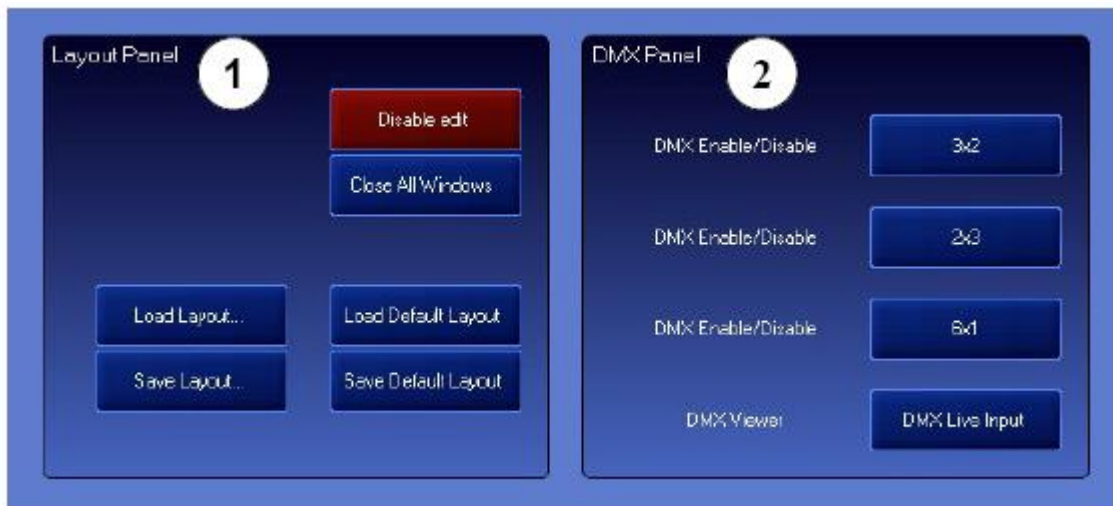 Layout Panel
1
Disable edit
Close All Windows
Load Layout...
Load Default Layout
Save Layout...
Save Default Layout
DMX Panel
2
DMX Enable/Disable
3x2
DMX Enable/Disable
2x3
DMX Enable/Disable
6x1
DMX Viewer
DMX Live Input